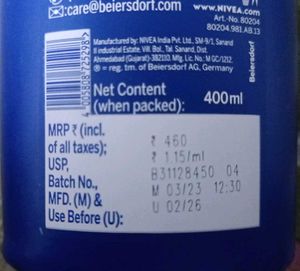 :care@beiersdorf
www.NIVEA.com
Art.-No. 80204
80204.981.AB.13
Manufactured by: NIVEA India Pvt. Ltd., SM-9/1, Sanand
II Industrial Estate, Vill. Bol, Tal. Sanand, Dist.
Ahmedabad (Gujarat)-382110. Mfg. Lic. No.: M GC/1212.
® = reg. tm. of Beiersdorf AG, Germany
Beiersdorf
Net Content
(when packed): 400ml
MRP ₹ (incl. of all taxes); ₹ 460
USP, ₹ 1.15/ml
Batch No., B31128450 04
MFD. (M) & M 03/23 12:30
Use Before (U): U 02/26